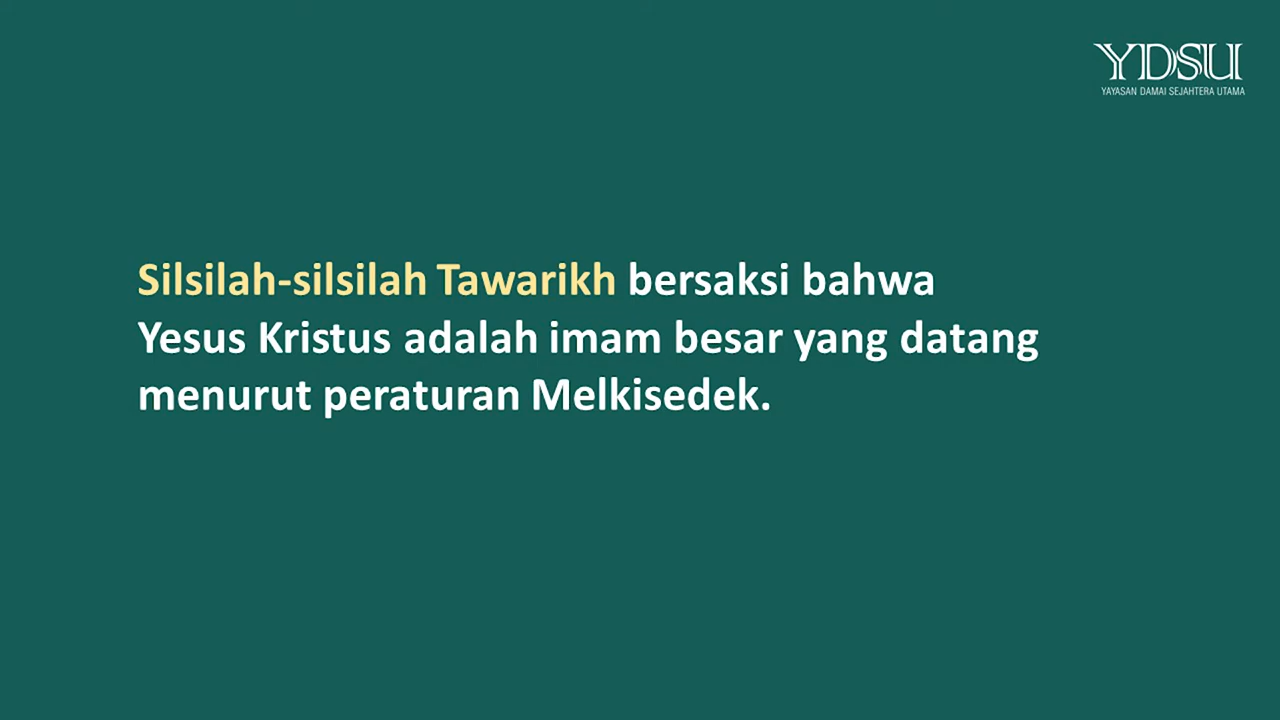 YDSU
YAYASAN DAMAI SEJAHTERA UTAMA
Silsilah-silsilah Tawarikh bersaksi bahwa
Yesus Kristus adalah imam besar yang datang
menurut peraturan Melkisedek.